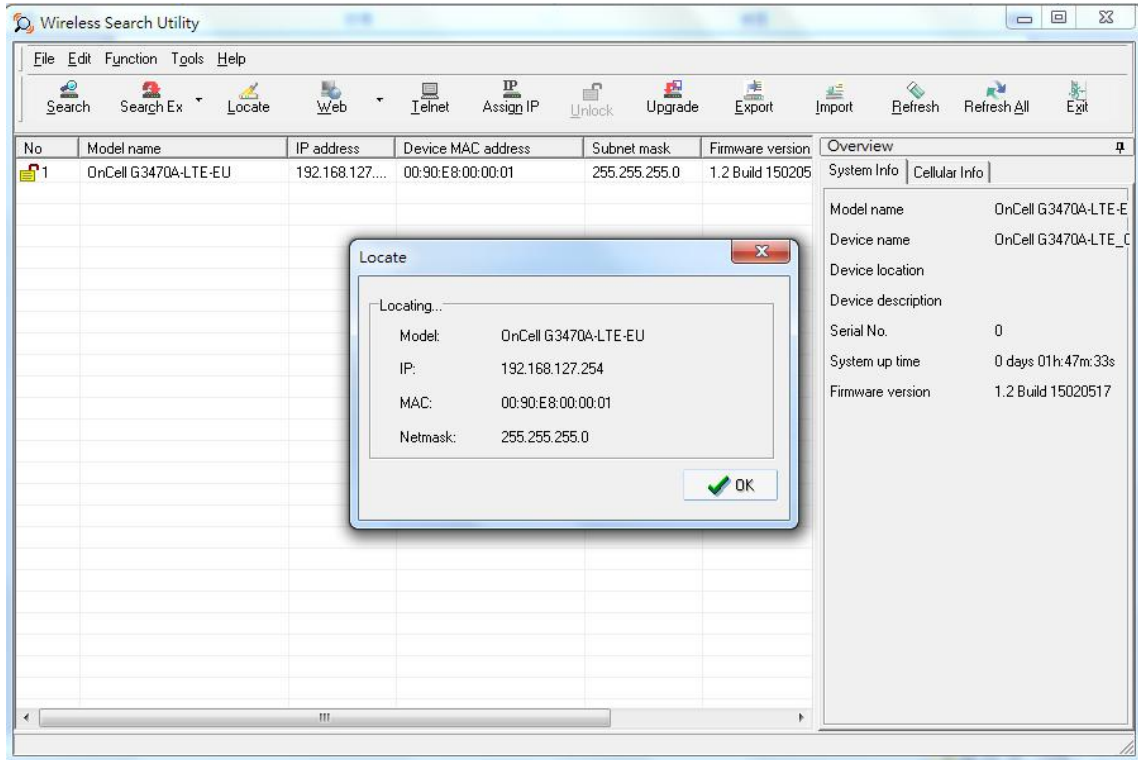 Wireless Search Utility
File Edit Function Tools Help
Search Search Ex Locate Web Telnet Assign IP Unlock Upgrade Export Import Refresh Refresh All Exit
No Model name IP address Device MAC address Subnet mask Firmware version
1 OnCell G3470A-LTE-EU 192.168.127.... 00:90:E8:00:00:01 255.255.255.0 1.2 Build 150205
Overview
System Info Cellular Info
Model name OnCell G3470A-LTE-E
Device name OnCell G3470A-LTE_
Device location
Device description
Serial No. 0
System up time 0 days 01h:47m:33s
Firmware version 1.2 Build 15020517
Locate
Locating...
Model: OnCell G3470A-LTE-EU
IP: 192.168.127.254
MAC: 00:90:E8:00:00:01
Netmask: 255.255.255.0
OK